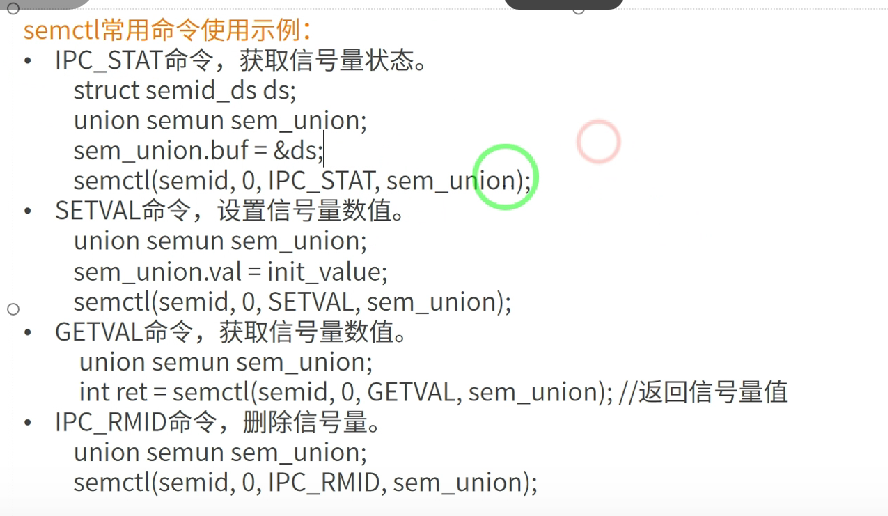 semctl常用命令使用示例：
• IPC_STAT命令，获取信号量状态。
struct semid_ds ds;
union semun sem_union;
sem_union.buf = &ds;
semctl(semid, 0, IPC_STAT, sem_union);
• SETVAL命令，设置信号量数值。
union semun sem_union;
sem_union.val = init_value;
semctl(semid, 0, SETVAL, sem_union);
• GETVAL命令，获取信号量数值。
union semun sem_union;
int ret = semctl(semid, 0, GETVAL, sem_union); //返回信号量值
• IPC_RMID命令，删除信号量。
union semun sem_union;
semctl(semid, 0, IPC_RMID, sem_union);